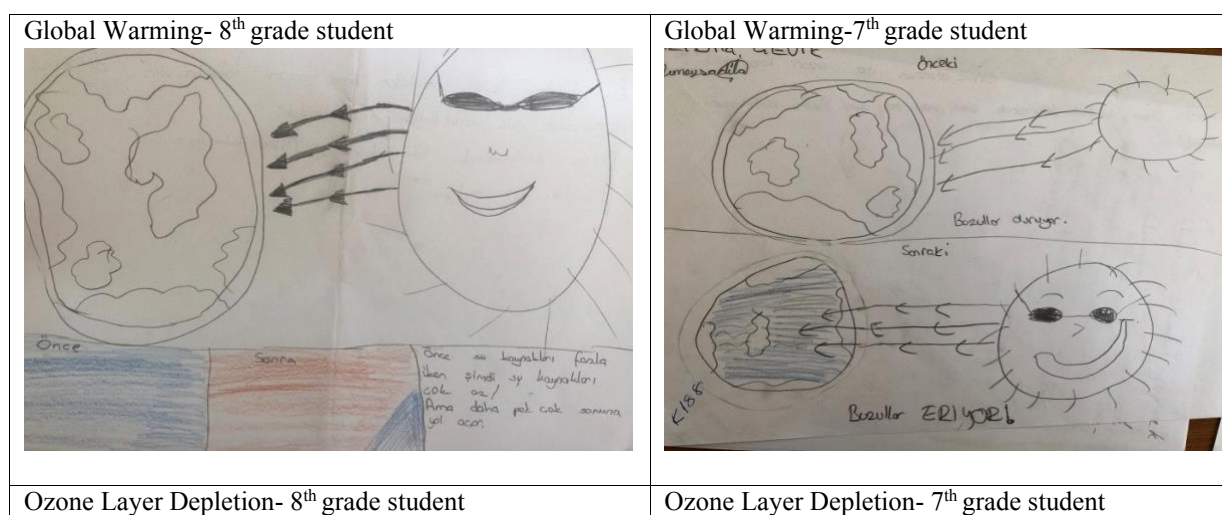 Global Warming- 8th grade student
Önce
Sonra
Önce su kaynakları fazla
iken şimdi su kaynakları
çok az!
Ama daha pek çok soruna
yol açar.
Global Warming-7th grade student
Önceki
Buzullar duruyor.
Sonraki
K188
Buzullar ERİYOR!
Ozone Layer Depletion- 8th grade student
Ozone Layer Depletion- 7th grade student